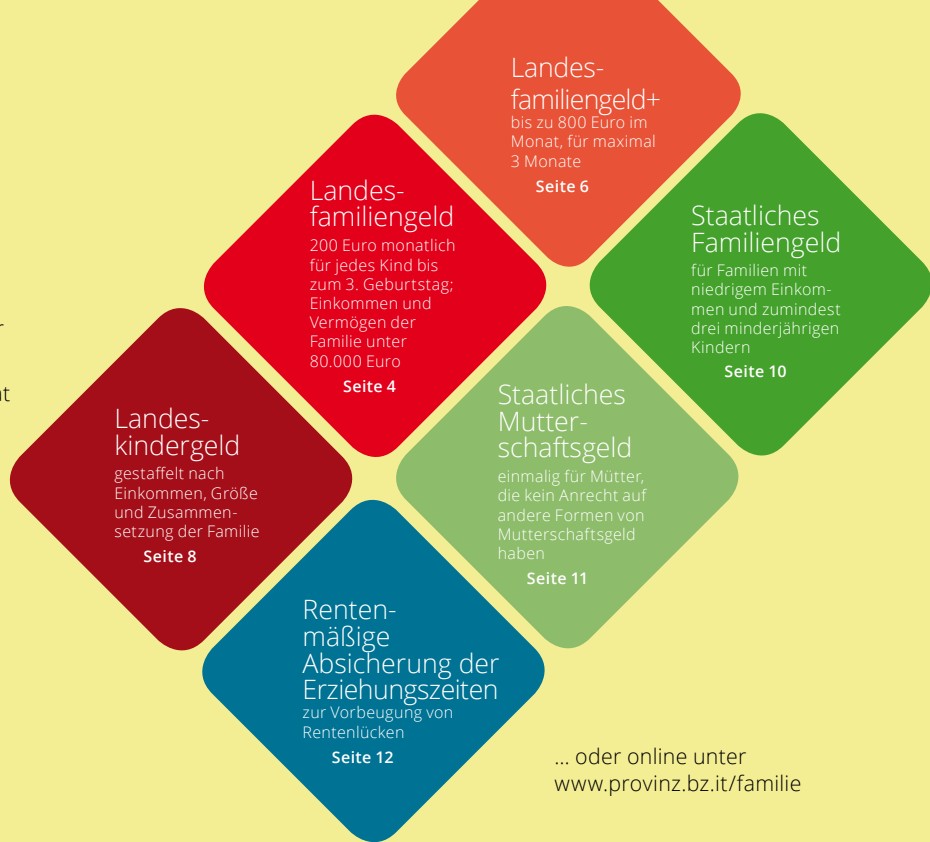 Landes-
familiengeld+
bis zu 800 Euro im
Monat, für maximal
3 Monate
Seite 6
Landes-
familiengeld
200 Euro monatlich
für jedes Kind bis
zum 3. Geburtstag;
Einkommen und
Vermögen der
Familie unter
80.000 Euro
Seite 4
Staatliches
Familiengeld
für Familien mit
niedrigem Einkom-
men und zumindest
drei minderjährigen
Kindern
Seite 10
Landes-
kindergeld
gestaffelt nach
Einkommen, Größe
und Zusammen-
setzung der Familie
Seite 8
Staatliches
Mutter-
schaftsgeld
einmalig für Mütter,
die kein Anrecht auf
andere Formen von
Mutterschaftsgeld
haben
Seite 11
Renten-
mäßige
Absicherung der
Erziehungszeiten
zur Vorbeugung von
Rentenlücken
Seite 12
... oder online unter
www.provinz.bz.it/familie